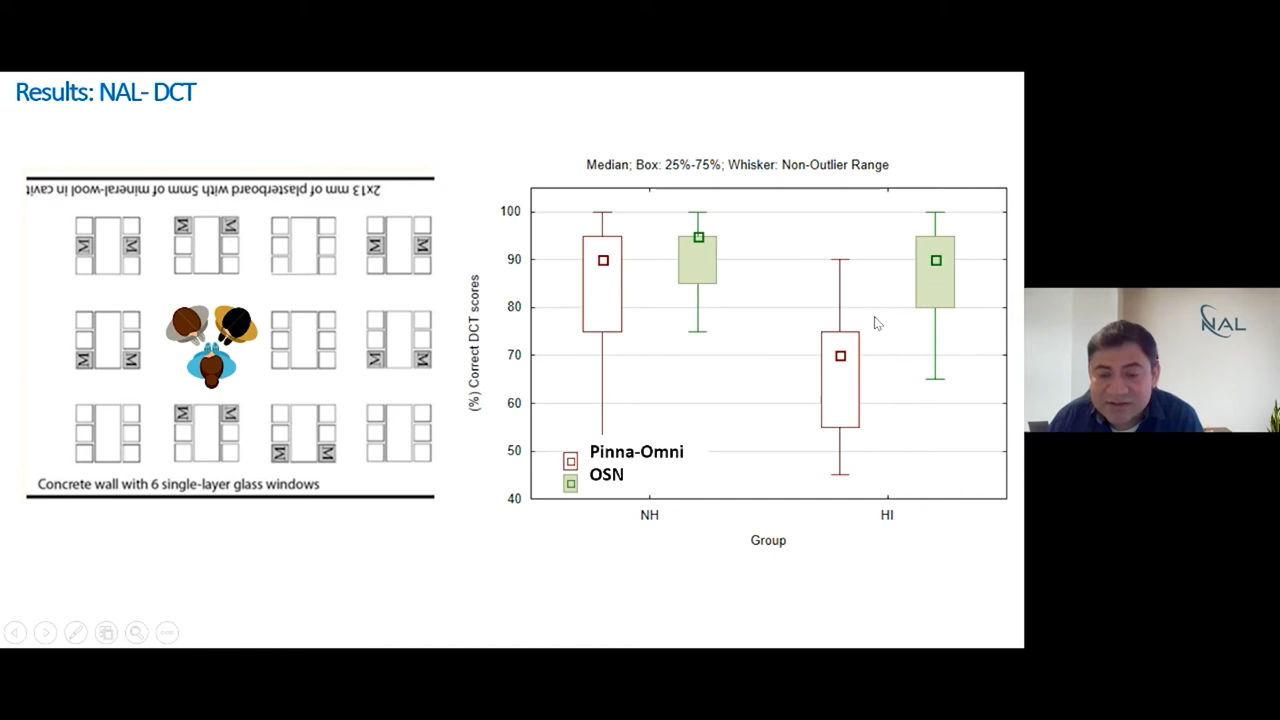 Results: NAL- DCT
2x13 mm of plasterboard with 5mm of mineral-wool in cavit
M M M M M M
M M M M
M M M M
Concrete wall with 6 single-layer glass windows
Median; Box: 25%-75%; Whisker: Non-Outlier Range
(%) Correct DCT scores
100
90
80
70
60
50
40
Pinna-Omni
OSN
NH HI
Group
NAL